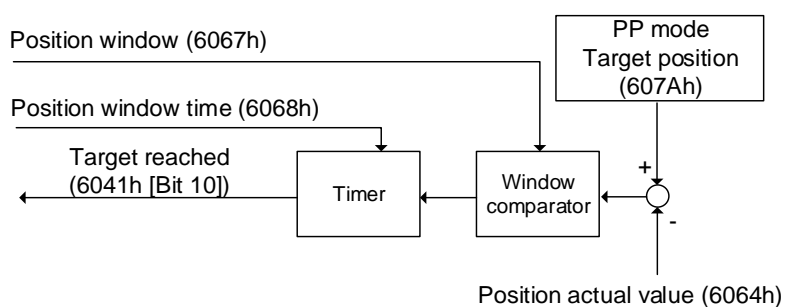 Position window (6067h)
PP mode
Target position
(607Ah)
Position window time (6068h)
Target reached
(6041h [Bit 10])
Timer
Window
comparator
+
-
Position actual value (6064h)